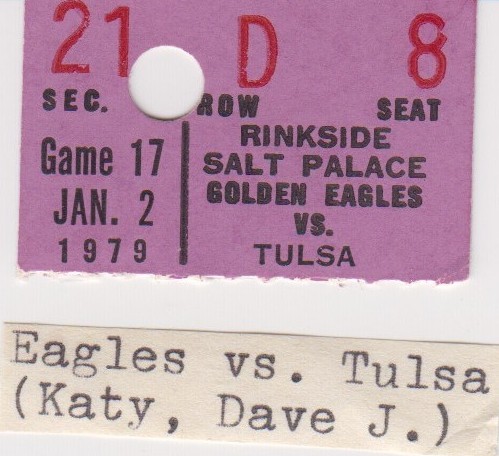 21 D 8
SEC. ROW SEAT
Game 17
JAN. 2
1979
RINKSIDE
SALT PALACE
GOLDEN EAGLES
VS.
TULSA
Eagles vs. Tulsa
(Katy, Dave J.)